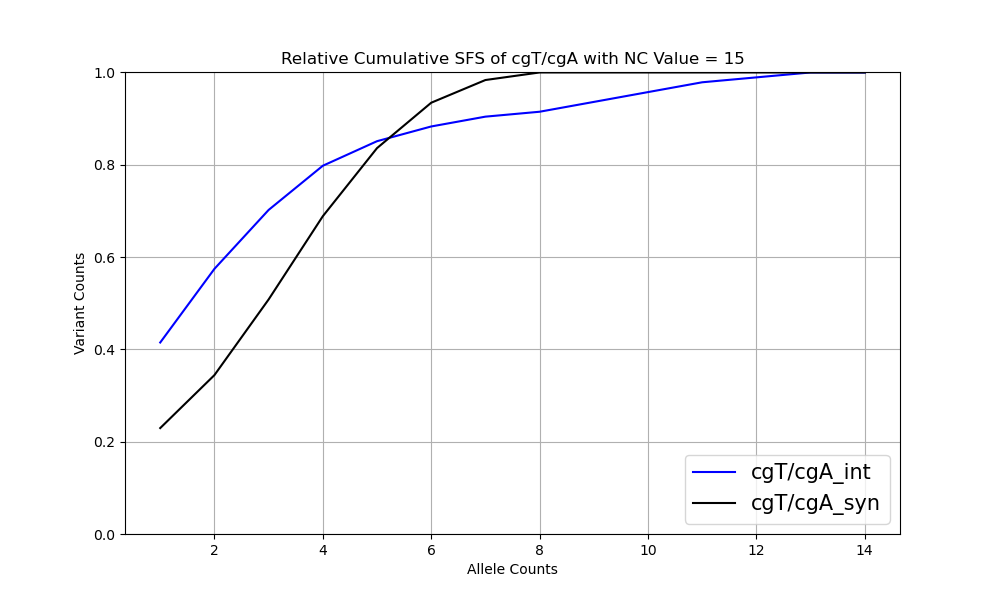 Relative Cumulative SFS of cgT/cgA with NC Value = 15
Variant Counts
1.0
0.8
0.6
0.4
0.2
0.0
2 4 6 8 10 12 14
Allele Counts
cgT/cgA_int
cgT/cgA_syn